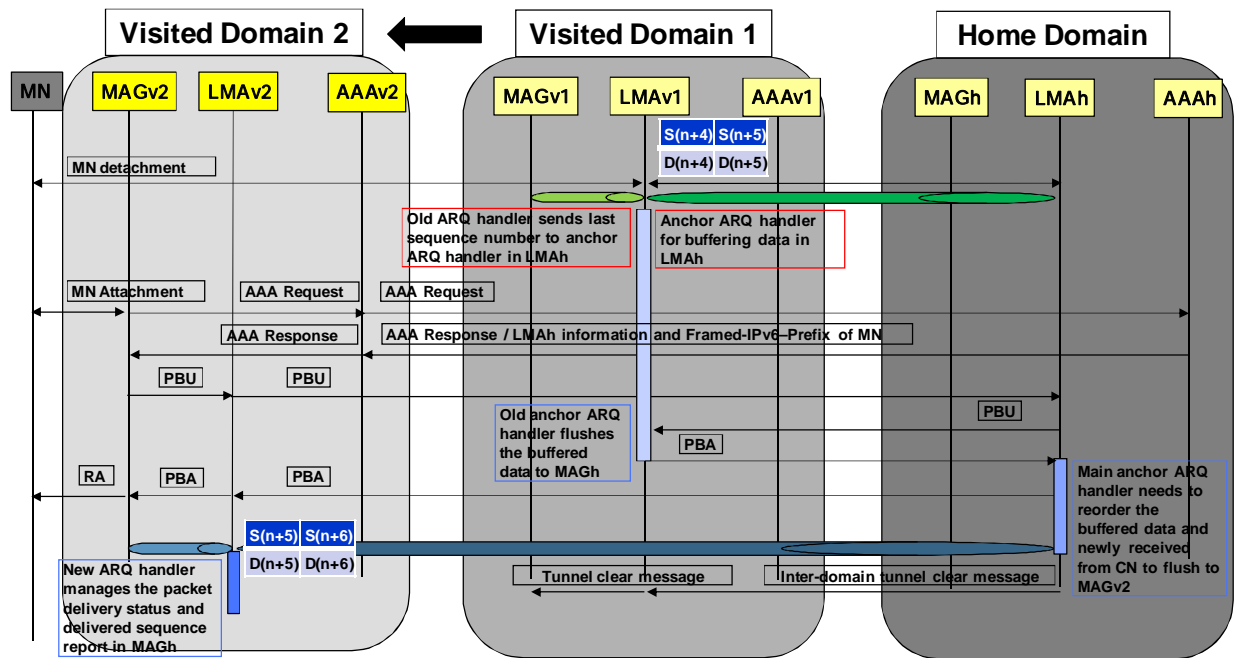 Visited Domain 2
Visited Domain 1
Home Domain
MN
MAGv2
LMAv2
AAAv2
MAGv1
LMAv1
AAAv1
MAGh
LMAh
AAAh
S(n+4) S(n+5)
D(n+4) D(n+5)
MN detachment
Old ARQ handler sends last
sequence number to anchor
ARQ handler in LMAh
Anchor ARQ handler
for buffering data in
LMAh
MN Attachment
AAA Request
AAA Request
AAA Response
AAA Response / LMAh information and Framed-IPv6–Prefix of MN
PBU
PBU
Old anchor ARQ
handler flushes
the buffered
data to MAGh
PBA
RA
PBA
PBA
Main anchor ARQ
handler needs to
reorder the
buffered data and
newly received
from CN to flush to
MAGv2
S(n+5) S(n+6)
D(n+5) D(n+6)
New ARQ handler
manages the packet
delivery status and
delivered sequence
report in MAGh
Tunnel clear message
Inter-domain tunnel clear message